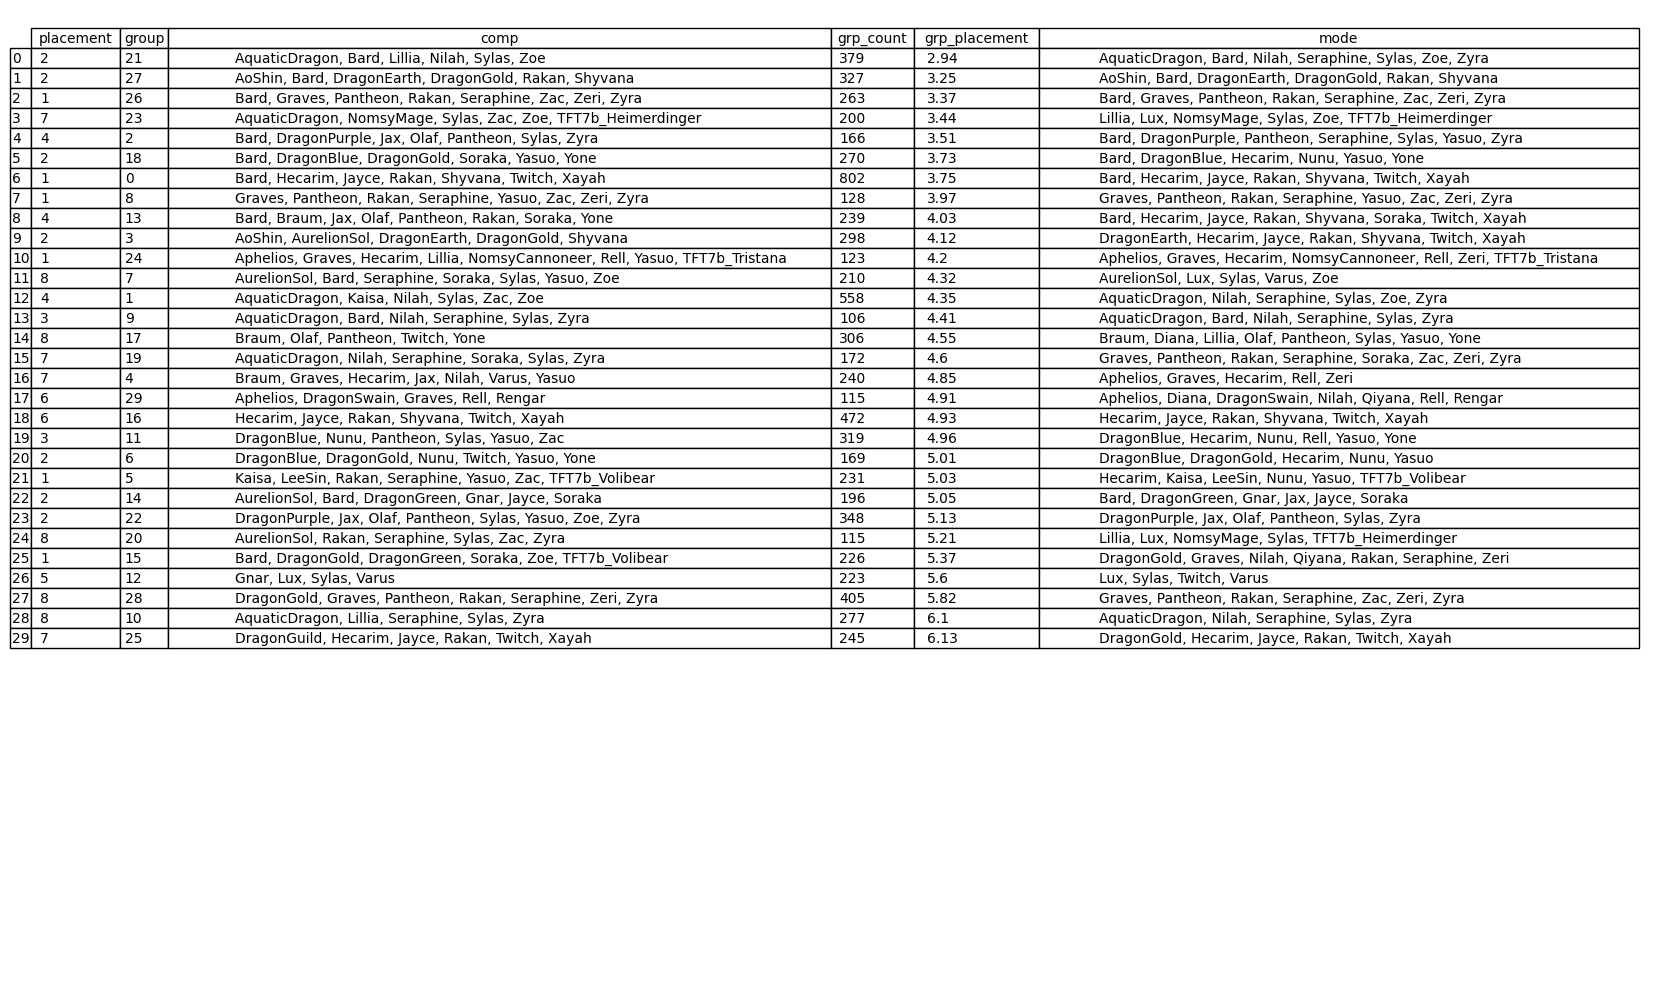 placement group comp grp_count grp_placement mode
0 2 21 AquaticDragon, Bard, Lillia, Nilah, Sylas, Zoe 379 2.94 AquaticDragon, Bard, Nilah, Seraphine, Sylas, Zoe, Zyra
1 2 27 AoShin, Bard, DragonEarth, DragonGold, Rakan, Shyvana 327 3.25 AoShin, Bard, DragonEarth, DragonGold, Rakan, Shyvana
2 1 26 Bard, Graves, Pantheon, Rakan, Seraphine, Zac, Zeri, Zyra 263 3.37 Bard, Graves, Pantheon, Rakan, Seraphine, Zac, Zeri, Zyra
3 7 23 AquaticDragon, NomsyMage, Sylas, Zac, Zoe, TFT7b_Heimerdinger 200 3.44 Lillia, Lux, NomsyMage, Sylas, Zoe, TFT7b_Heimerdinger
4 4 2 Bard, DragonPurple, Jax, Olaf, Pantheon, Sylas, Zyra 166 3.51 Bard, DragonPurple, Pantheon, Seraphine, Sylas, Yasuo, Zyra
5 2 18 Bard, DragonBlue, DragonGold, Soraka, Yasuo, Yone 270 3.73 Bard, DragonBlue, Hecarim, Nunu, Yasuo, Yone
6 1 0 Bard, Hecarim, Jayce, Rakan, Shyvana, Twitch, Xayah 802 3.75 Bard, Hecarim, Jayce, Rakan, Shyvana, Twitch, Xayah
7 1 8 Graves, Pantheon, Rakan, Seraphine, Yasuo, Zac, Zeri, Zyra 128 3.97 Graves, Pantheon, Rakan, Seraphine, Yasuo, Zac, Zeri, Zyra
8 4 13 Bard, Braum, Jax, Olaf, Pantheon, Rakan, Soraka, Yone 239 4.03 Bard, Hecarim, Jayce, Rakan, Shyvana, Soraka, Twitch, Xayah
9 2 3 AoShin, AurelionSol, DragonEarth, DragonGold, Shyvana 298 4.12 DragonEarth, Hecarim, Jayce, Rakan, Shyvana, Twitch, Xayah
10 1 24 Aphelios, Graves, Hecarim, Lillia, NomsyCannoneer, Rell, Yasuo, TFT7b_Tristana 123 4.2 Aphelios, Graves, Hecarim, NomsyCannoneer, Rell, Zeri, TFT7b_Tristana
11 8 7 AurelionSol, Bard, Seraphine, Soraka, Sylas, Yasuo, Zoe 210 4.32 AurelionSol, Lux, Sylas, Varus, Zoe
12 4 1 AquaticDragon, Kaisa, Nilah, Sylas, Zac, Zoe 558 4.35 AquaticDragon, Nilah, Seraphine, Sylas, Zoe, Zyra
13 3 9 AquaticDragon, Bard, Nilah, Seraphine, Sylas, Zyra 106 4.41 AquaticDragon, Bard, Nilah, Seraphine, Sylas, Zyra
14 8 17 Braum, Olaf, Pantheon, Twitch, Yone 306 4.55 Braum, Diana, Lillia, Olaf, Pantheon, Sylas, Yasuo, Yone
15 7 19 AquaticDragon, Nilah, Seraphine, Soraka, Sylas, Zyra 172 4.6 Graves, Pantheon, Rakan, Seraphine, Soraka, Zac, Zeri, Zyra
16 7 4 Braum, Graves, Hecarim, Jax, Nilah, Varus, Yasuo 240 4.85 Aphelios, Graves, Hecarim, Rell, Zeri
17 6 29 Aphelios, DragonSwain, Graves, Rell, Rengar 115 4.91 Aphelios, Diana, DragonSwain, Nilah, Qiyana, Rell, Rengar
18 6 16 Hecarim, Jayce, Rakan, Shyvana, Twitch, Xayah 472 4.93 Hecarim, Jayce, Rakan, Shyvana, Twitch, Xayah
19 3 11 DragonBlue, Nunu, Pantheon, Sylas, Yasuo, Zac 319 4.96 DragonBlue, Hecarim, Nunu, Rell, Yasuo, Yone
20 2 6 DragonBlue, DragonGold, Nunu, Twitch, Yasuo, Yone 169 5.01 DragonBlue, DragonGold, Hecarim, Nunu, Yasuo
21 1 5 Kaisa, LeeSin, Rakan, Seraphine, Yasuo, Zac, TFT7b_Volibear 231 5.03 Hecarim, Kaisa, LeeSin, Nunu, Yasuo, TFT7b_Volibear
22 2 14 AurelionSol, Bard, DragonGreen, Gnar, Jayce, Soraka 196 5.05 Bard, DragonGreen, Gnar, Jax, Jayce, Soraka
23 2 22 DragonPurple, Jax, Olaf, Pantheon, Sylas, Yasuo, Zoe, Zyra 348 5.13 DragonPurple, Jax, Olaf, Pantheon, Sylas, Zyra
24 8 20 AurelionSol, Rakan, Seraphine, Sylas, Zac, Zyra 115 5.21 Lillia, Lux, NomsyMage, Sylas, TFT7b_Heimerdinger
25 1 15 Bard, DragonGold, DragonGreen, Soraka, Zoe, TFT7b_Volibear 226 5.37 DragonGold, Graves, Nilah, Qiyana, Rakan, Seraphine, Zeri
26 5 12 Gnar, Lux, Sylas, Varus 223 5.6 Lux, Sylas, Twitch, Varus
27 8 28 DragonGold, Graves, Pantheon, Rakan, Seraphine, Zeri, Zyra 405 5.82 Graves, Pantheon, Rakan, Seraphine, Zac, Zeri, Zyra
28 8 10 AquaticDragon, Lillia, Seraphine, Sylas, Zyra 277 6.1 AquaticDragon, Nilah, Seraphine, Sylas, Zyra
29 7 25 DragonGuild, Hecarim, Jayce, Rakan, Twitch, Xayah 245 6.13 DragonGold, Hecarim, Jayce, Rakan, Twitch, Xayah